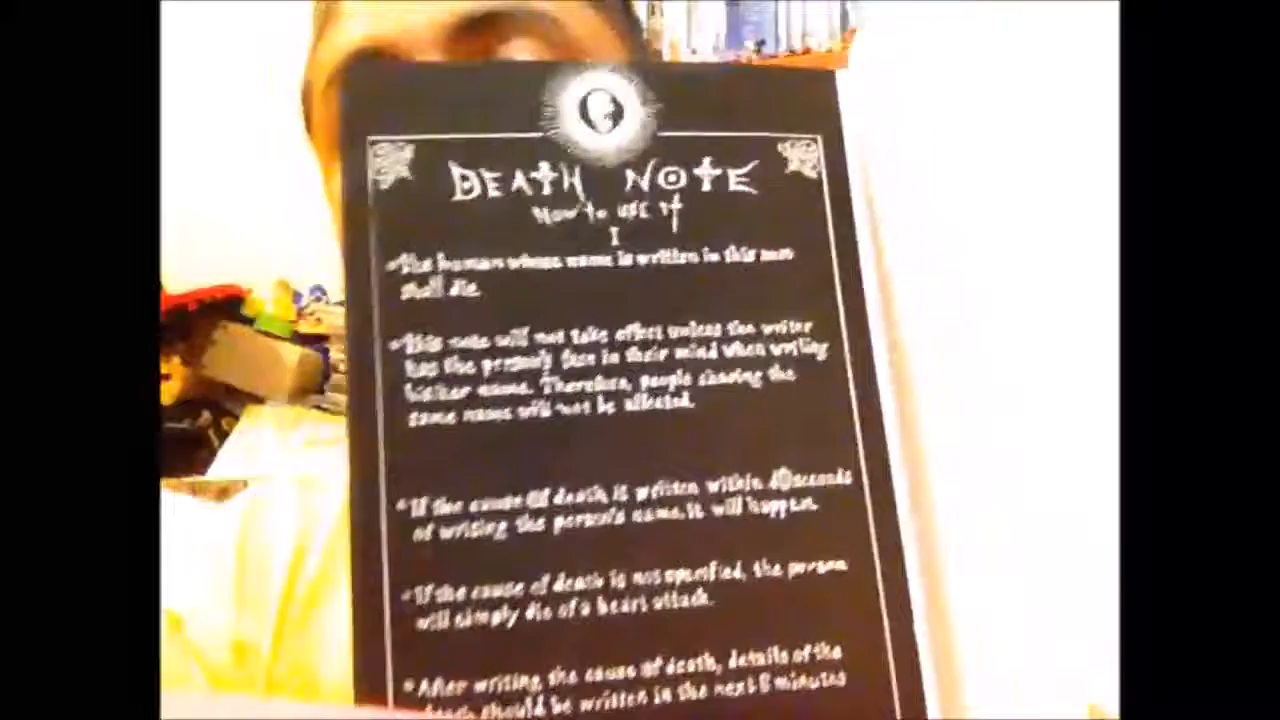 DEATH NOTE
How to use it
I
The human whose name is written in this note
shall die.
This note will not take effect unless the writer
has the person's face in their mind when writing
his/her name. Therefore, people sharing the
same name will not be affected.
If the cause of death is written within 40 seconds
of writing the person's name, it will happen.
If the cause of death is not specified, the person
will simply die of a heart attack.
After writing the cause of death, details of the
death should be written in the next 6 minutes